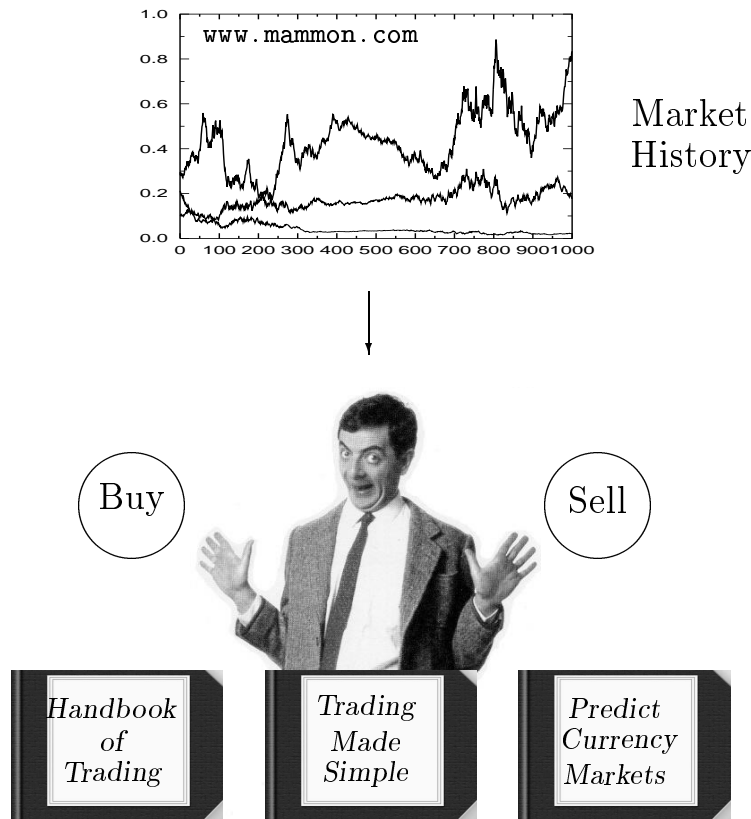 1.0
www.mammon.com
0.8
0.6
0.4
0.2
0.0
0 100 200 300 400 500 600 700 800 9001000
Market
History
Buy
Sell
Handbook
of
Trading
Trading
Made
Simple
Predict
Currency
Markets